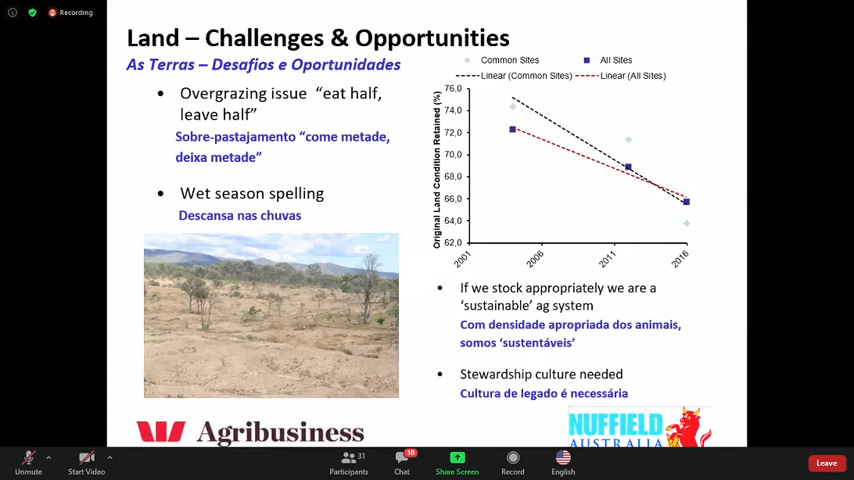 Recording
Land – Challenges & Opportunities
As Terras – Desafios e Oportunidades
• Overgrazing issue “eat half,
leave half”
Sobre-pastajamento “come metade,
deixa metade”
• Wet season spelling
Descansa nas chuvas
Common Sites
All Sites
Linear (Common Sites)
Linear (All Sites)
Original Land Condition Retained (%)
76,0
74,0
72,0
70,0
68,0
66,0
64,0
62,0
2001
2006
2011
2016
• If we stock appropriately we are a
‘sustainable’ ag system
Com densidade apropriada dos animais,
somos ‘sustentáveis’
• Stewardship culture needed
Cultura de legado é necessária
Agribusiness
NUFFIELD
AUSTRALIA
Unmute
Start Video
Participants
31
Chat
10
Share Screen
Record
English
Leave